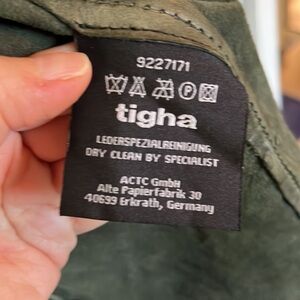 9227171
P
tigha
LEDERSPEZIALREINIGUNG
DRY CLEAN BY SPECIALIST
ACTC GmbH
Alte Papierfabrik 30
40699 Erkrath, Germany